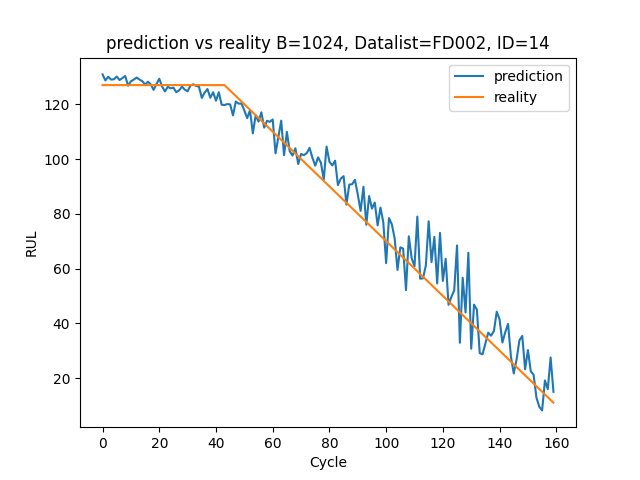 prediction vs reality B=1024, Datalist=FD002, ID=14
prediction
reality
RUL
120
100
80
60
40
20
0 20 40 60 80 100 120 140 160
Cycle